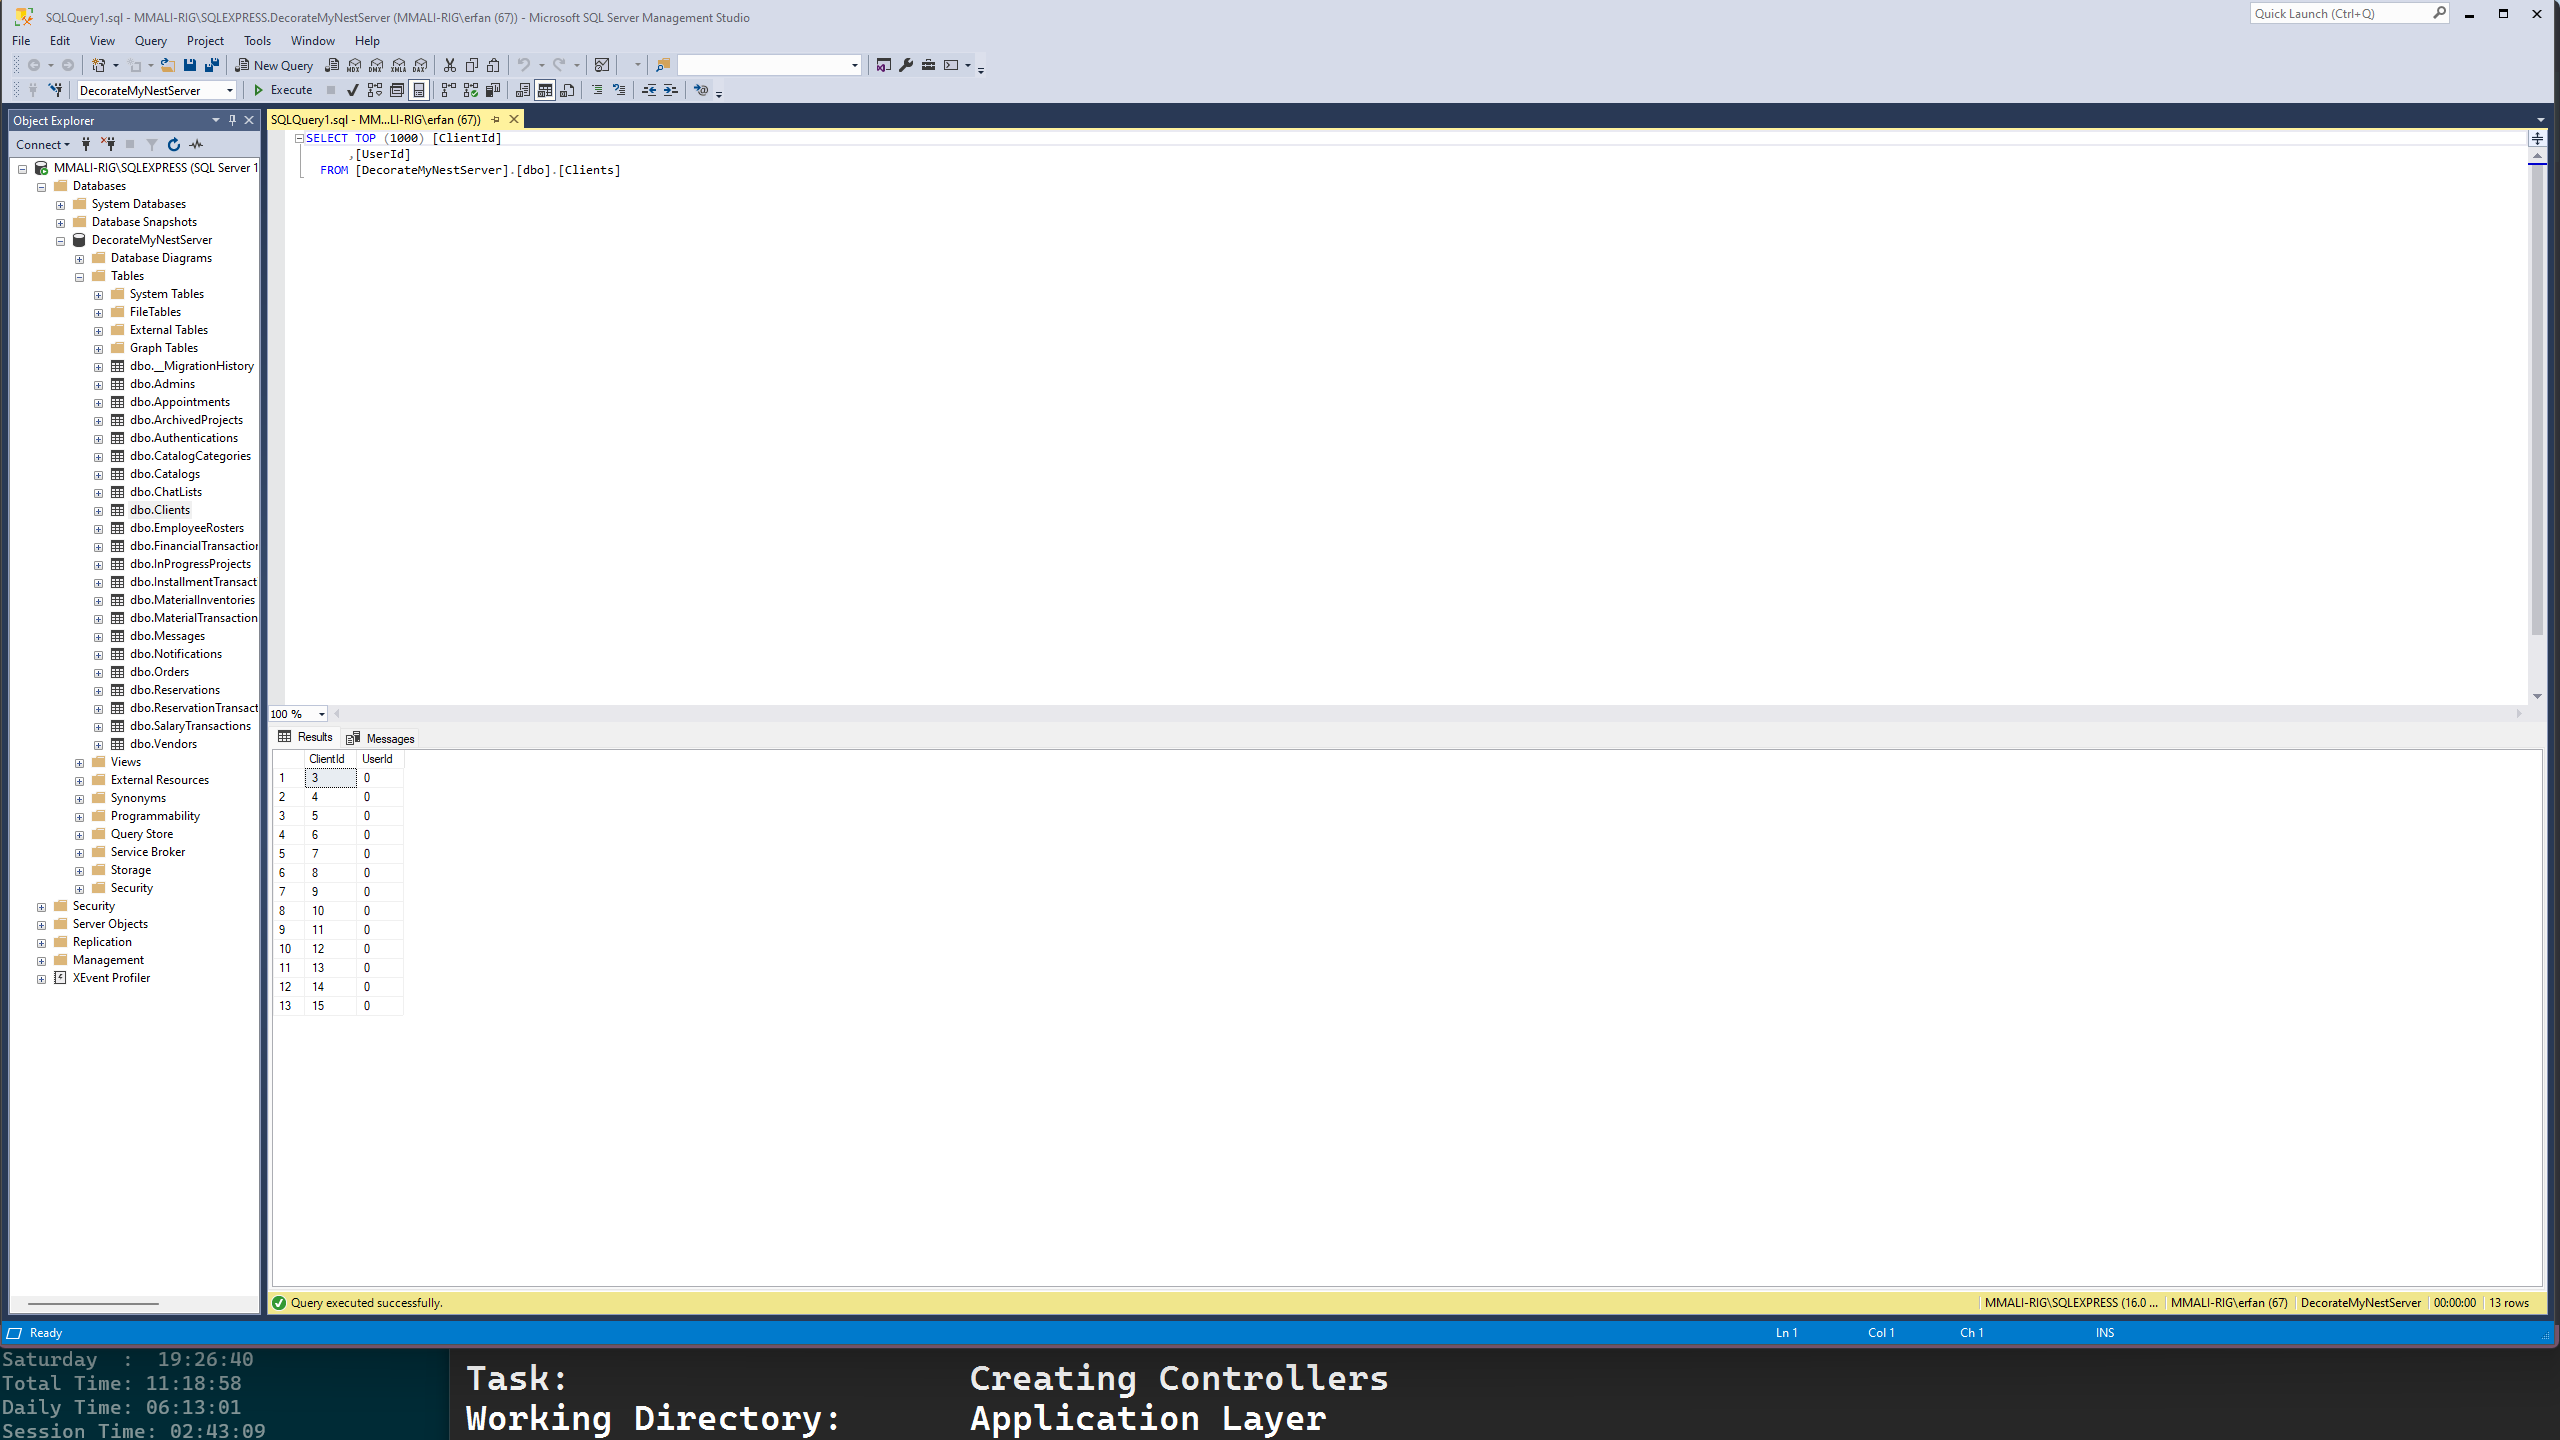 SQLQuery1.sql - MMALI-RIG\SQLEXPRESS.DecorateMyNestServer (MMALI-RIG\erfan (67)) - Microsoft SQL Server Management Studio
Quick Launch (Ctrl+Q)
File Edit View Query Project Tools Window Help
New Query
DecorateMyNestServer
Execute
Object Explorer
Connect
MMALI-RIG\SQLEXPRESS (SQL Server 1
Databases
System Databases
Database Snapshots
DecorateMyNestServer
Database Diagrams
Tables
System Tables
FileTables
External Tables
Graph Tables
dbo.__MigrationHistory
dbo.Admins
dbo.Appointments
dbo.ArchivedProjects
dbo.Authentications
dbo.CatalogCategories
dbo.Catalogs
dbo.ChatLists
dbo.Clients
dbo.EmployeeRosters
dbo.FinancialTransaction
dbo.InProgressProjects
dbo.InstallmentTransact
dbo.MaterialInventories
dbo.MaterialTransaction
dbo.Messages
dbo.Notifications
dbo.Orders
dbo.Reservations
dbo.ReservationTransact
dbo.SalaryTransactions
dbo.Vendors
Views
External Resources
Synonyms
Programmability
Query Store
Service Broker
Storage
Security
Security
Server Objects
Replication
Management
XEvent Profiler
SQLQuery1.sql - MM...LI-RIG\erfan (67))
SELECT TOP (1000) [ClientId]
,[UserId]
FROM [DecorateMyNestServer].[dbo].[Clients]
100 %
Results Messages
ClientId UserId
1 3 0
2 4 0
3 5 0
4 6 0
5 7 0
6 8 0
7 9 0
8 10 0
9 11 0
10 12 0
11 13 0
12 14 0
13 15 0
Query executed successfully.
MMALI-RIG\SQLEXPRESS (16.0 ... MMALI-RIG\erfan (67) DecorateMyNestServer 00:00:00 13 rows
Ready
Ln 1 Col 1 Ch 1 INS
Saturday : 19:26:40
Total Time: 11:18:58
Daily Time: 06:13:01
Session Time: 02:43:09
Task: Creating Controllers
Working Directory: Application Layer